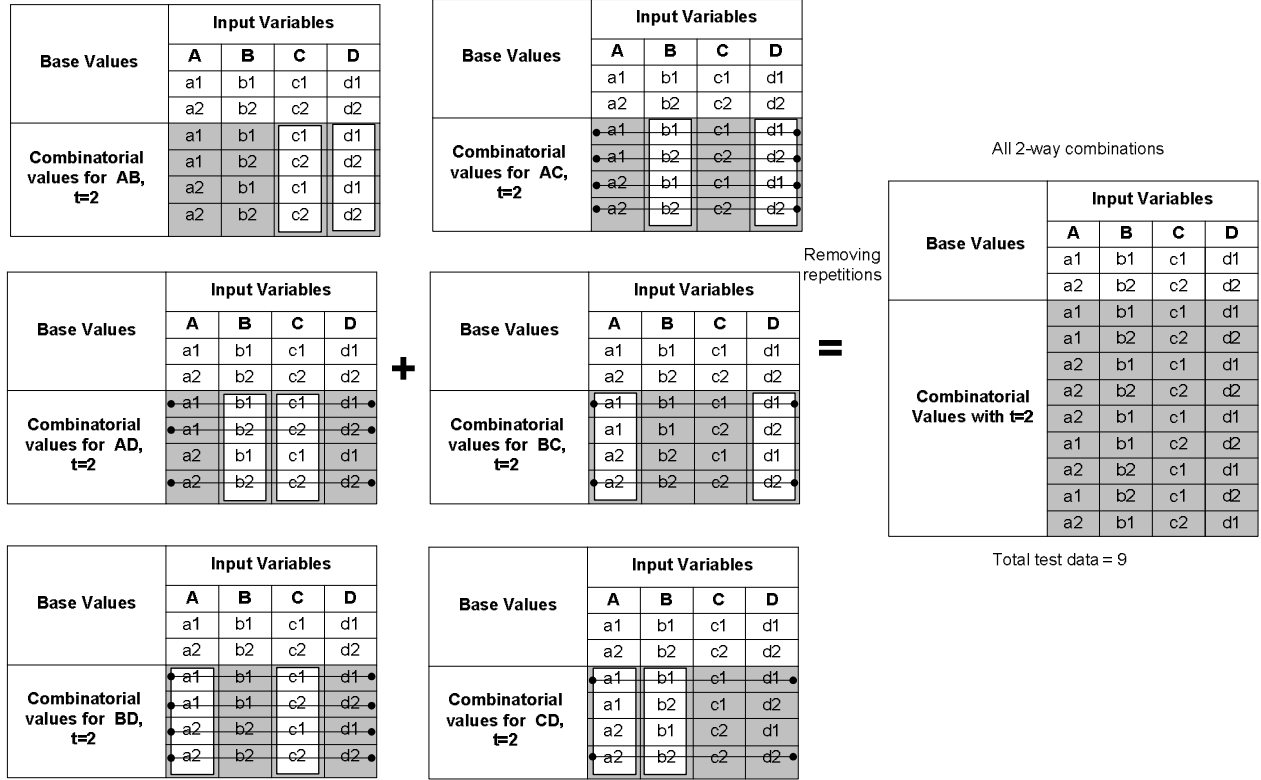 Input Variables
Base Values
A B C D
a1 b1 c1 d1
a2 b2 c2 d2
Combinatorial
values for AB,
t=2
a1 b1 c1 d1
a1 b2 c2 d2
a2 b1 c1 d1
a2 b2 c2 d2
Input Variables
Base Values
A B C D
a1 b1 c1 d1
a2 b2 c2 d2
Combinatorial
values for AC,
t=2
a1 b1 c1 d1
a1 b2 c2 d2
a2 b1 c1 d1
a2 b2 c2 d2
Input Variables
Base Values
A B C D
a1 b1 c1 d1
a2 b2 c2 d2
Combinatorial
values for AD,
t=2
a1 b1 c1 d1
a1 b2 c2 d2
a2 b1 c1 d1
a2 b2 c2 d2
+
Input Variables
Base Values
A B C D
a1 b1 c1 d1
a2 b2 c2 d2
Combinatorial
values for BC,
t=2
a1 b1 c1 d1
a1 b1 c2 d2
a2 b2 c1 d1
a2 b2 c2 d2
Input Variables
Base Values
A B C D
a1 b1 c1 d1
a2 b2 c2 d2
Combinatorial
values for BD,
t=2
a1 b1 c1 d1
a1 b1 c2 d2
a2 b2 c1 d1
a2 b2 c2 d2
Input Variables
Base Values
A B C D
a1 b1 c1 d1
a2 b2 c2 d2
Combinatorial
values for CD,
t=2
a1 b1 c1 d1
a1 b2 c1 d2
a2 b1 c2 d1
a2 b2 c2 d2
Removing
repetitions
=
All 2-way combinations
Input Variables
Base Values
A B C D
a1 b1 c1 d1
a2 b2 c2 d2
Combinatorial
Values with t=2
a1 b1 c1 d1
a1 b2 c2 d2
a2 b1 c1 d1
a2 b2 c2 d2
a2 b1 c1 d1
a1 b1 c2 d2
a2 b2 c1 d1
a1 b2 c1 d2
a2 b1 c2 d1
Total test data = 9